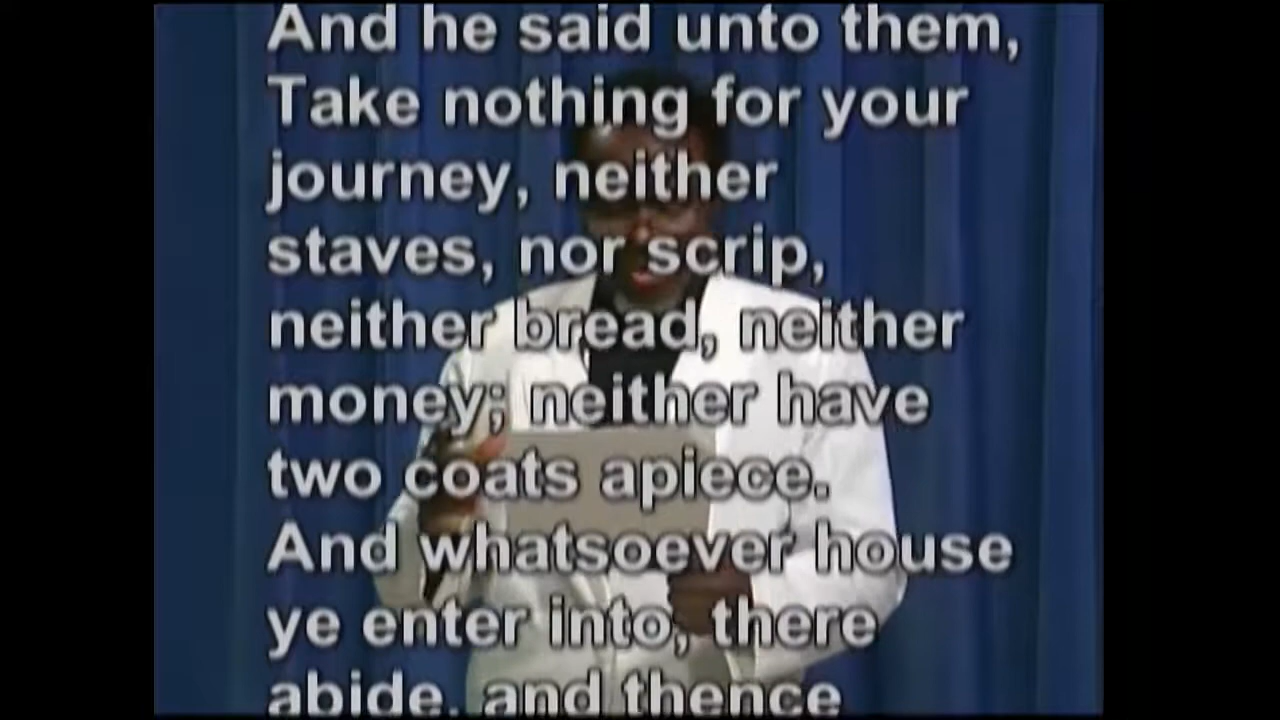 And he said unto them,
Take nothing for your
journey, neither
staves, nor scrip,
neither bread, neither
money; neither have
two coats apiece.
And whatsoever house
ye enter into, there
abide, and thence